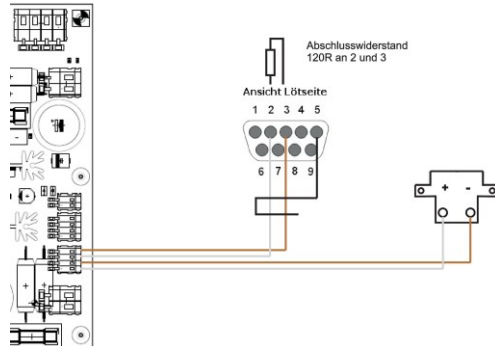 Abschlusswiderstand
120R an 2 und 3
Ansicht Lötseite
1 2 3 4 5
6 7 8 9
+ -